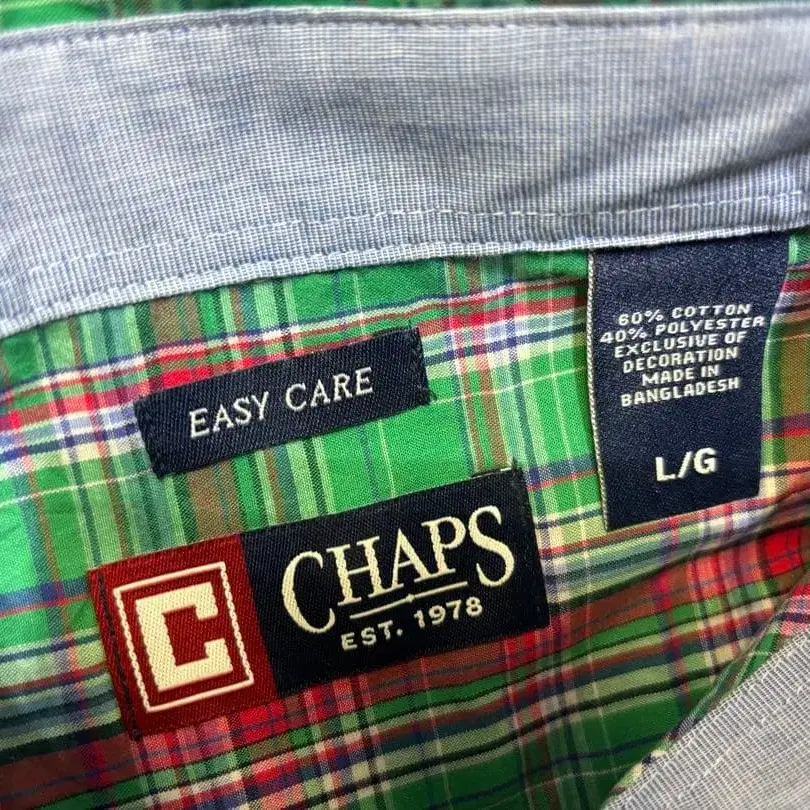 EASY CARE
C
CHAPS
EST. 1978
60% COTTON
40% POLYESTER
EXCLUSIVE OF
DECORATION
MADE IN
BANGLADESH
L/G